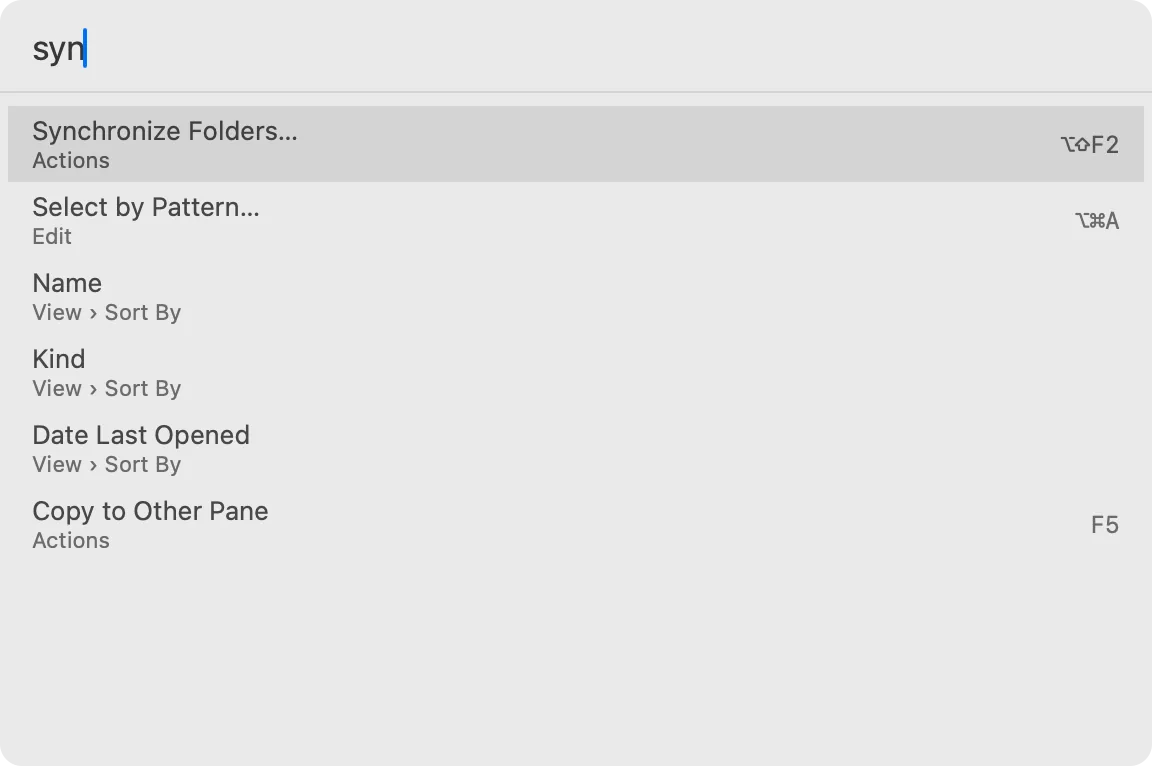 syn
Synchronize Folders...
Actions
⌥⇧F2
Select by Pattern...
Edit
⌥⌘A
Name
View › Sort By
Kind
View › Sort By
Date Last Opened
View › Sort By
Copy to Other Pane
Actions
F5